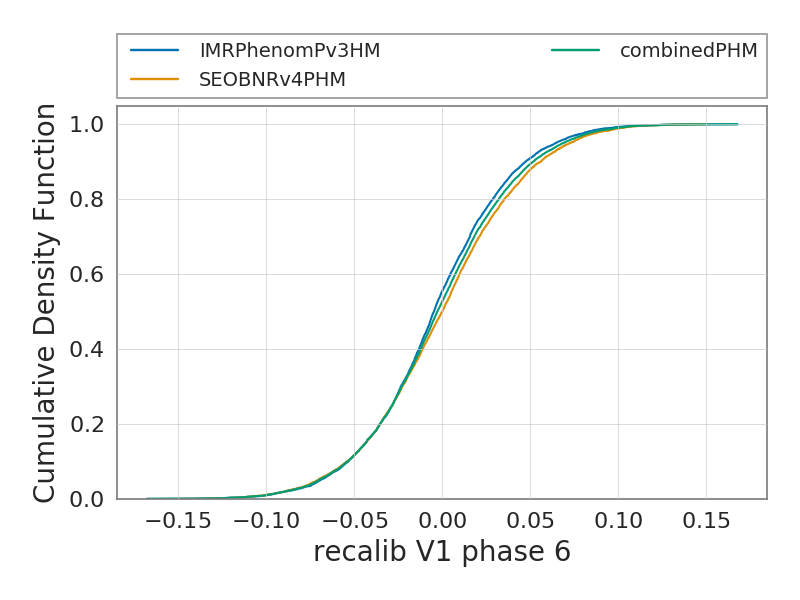 IMRPhenomPv3HM
SEOBNRv4PHM
combinedPHM
Cumulative Density Function
1.0
0.8
0.6
0.4
0.2
0.0
−0.15 −0.10 −0.05 0.00 0.05 0.10 0.15
recalib V1 phase 6